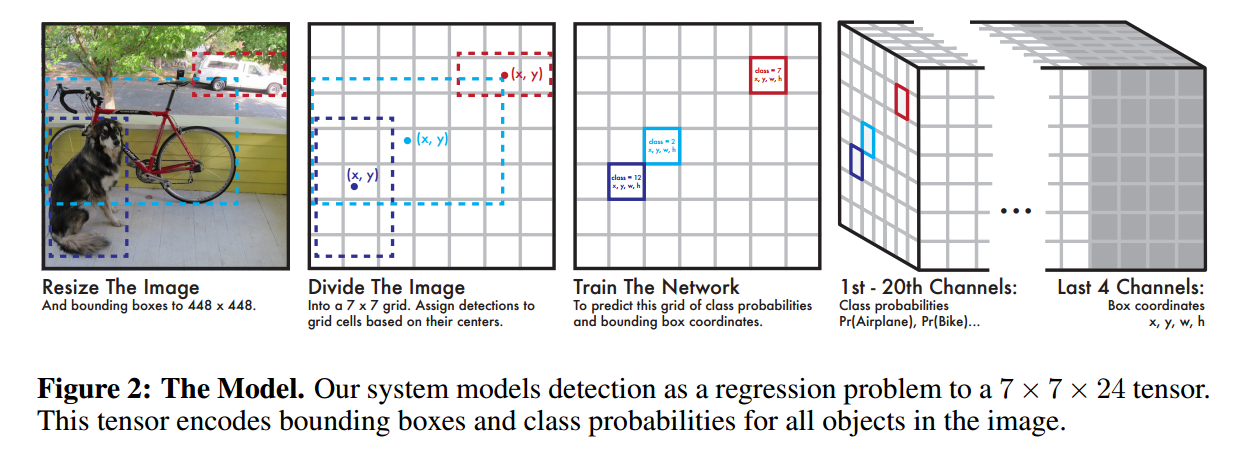 (x, y)
(x, y)
(x, y)
class = 7
x, y, w, h
class = 2
x, y, w, h
class = 12
x, y, w, h
...
Resize The Image
And bounding boxes to 448 x 448.
Divide The Image
Into a 7 x 7 grid. Assign detections to
grid cells based on their centers.
Train The Network
To predict this grid of class probabilities
and bounding box coordinates.
1st - 20th Channels:
Class probabilities
Pr(Airplane), Pr(Bike)...
Last 4 Channels:
Box coordinates
x, y, w, h
Figure 2: The Model. Our system models detection as a regression problem to a 7 × 7 × 24 tensor.
This tensor encodes bounding boxes and class probabilities for all objects in the image.